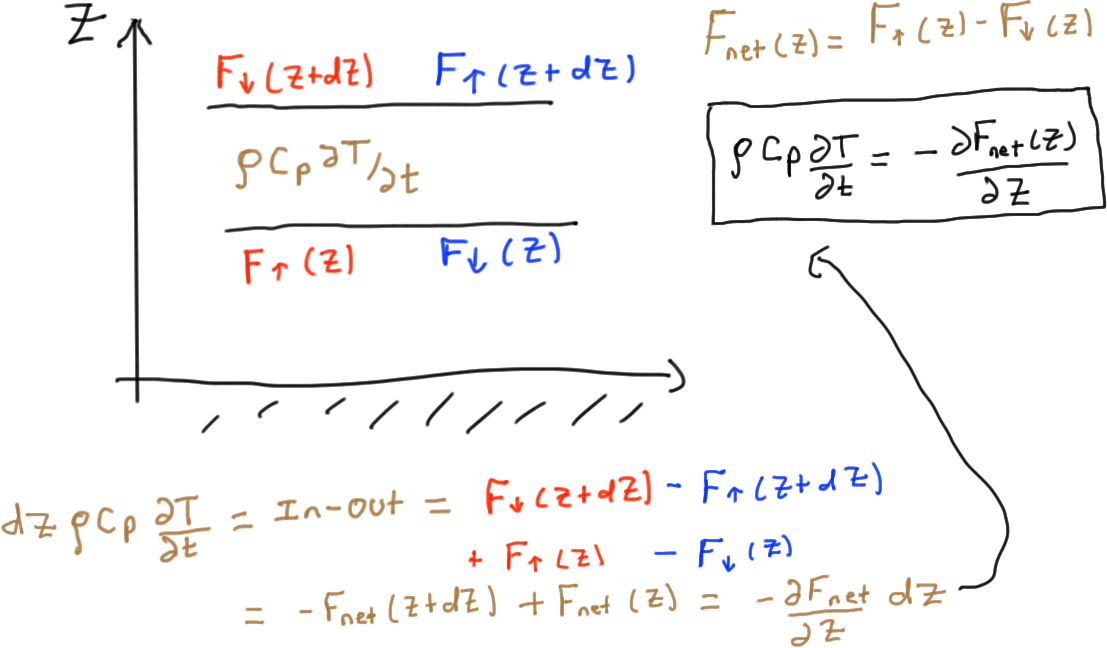 Z
F↓(z+dz) F↑(z+dz)
ρCp ∂T/∂t
F↑(z) F↓(z)
Fnet(z) = F↑(z) - F↓(z)
ρCp ∂T/∂t = - ∂Fnet(z)/∂z
dz ρCp ∂T/∂t = In-out = F↓(z+dz) - F↑(z+dz)
+ F↑(z) - F↓(z)
= -Fnet(z+dz) + Fnet(z) = - ∂Fnet/∂z dz